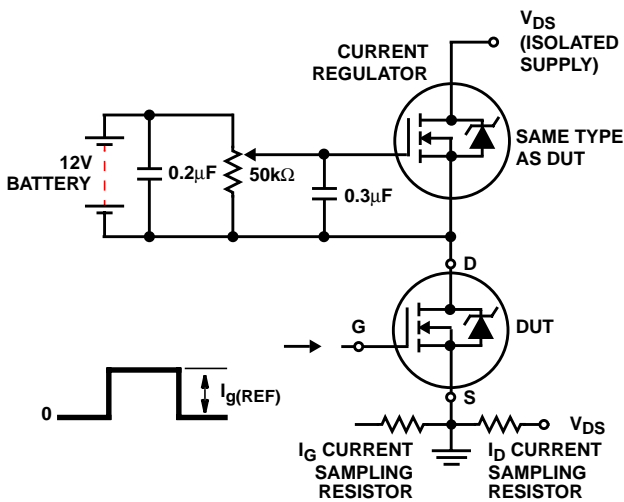 V_DS
(ISOLATED
SUPPLY)
CURRENT
REGULATOR
SAME TYPE
AS DUT
12V
BATTERY
0.2μF
50kΩ
0.3μF
D
DUT
G
I_g(REF)
0
S
V_DS
I_G CURRENT
SAMPLING
RESISTOR
I_D CURRENT
SAMPLING
RESISTOR